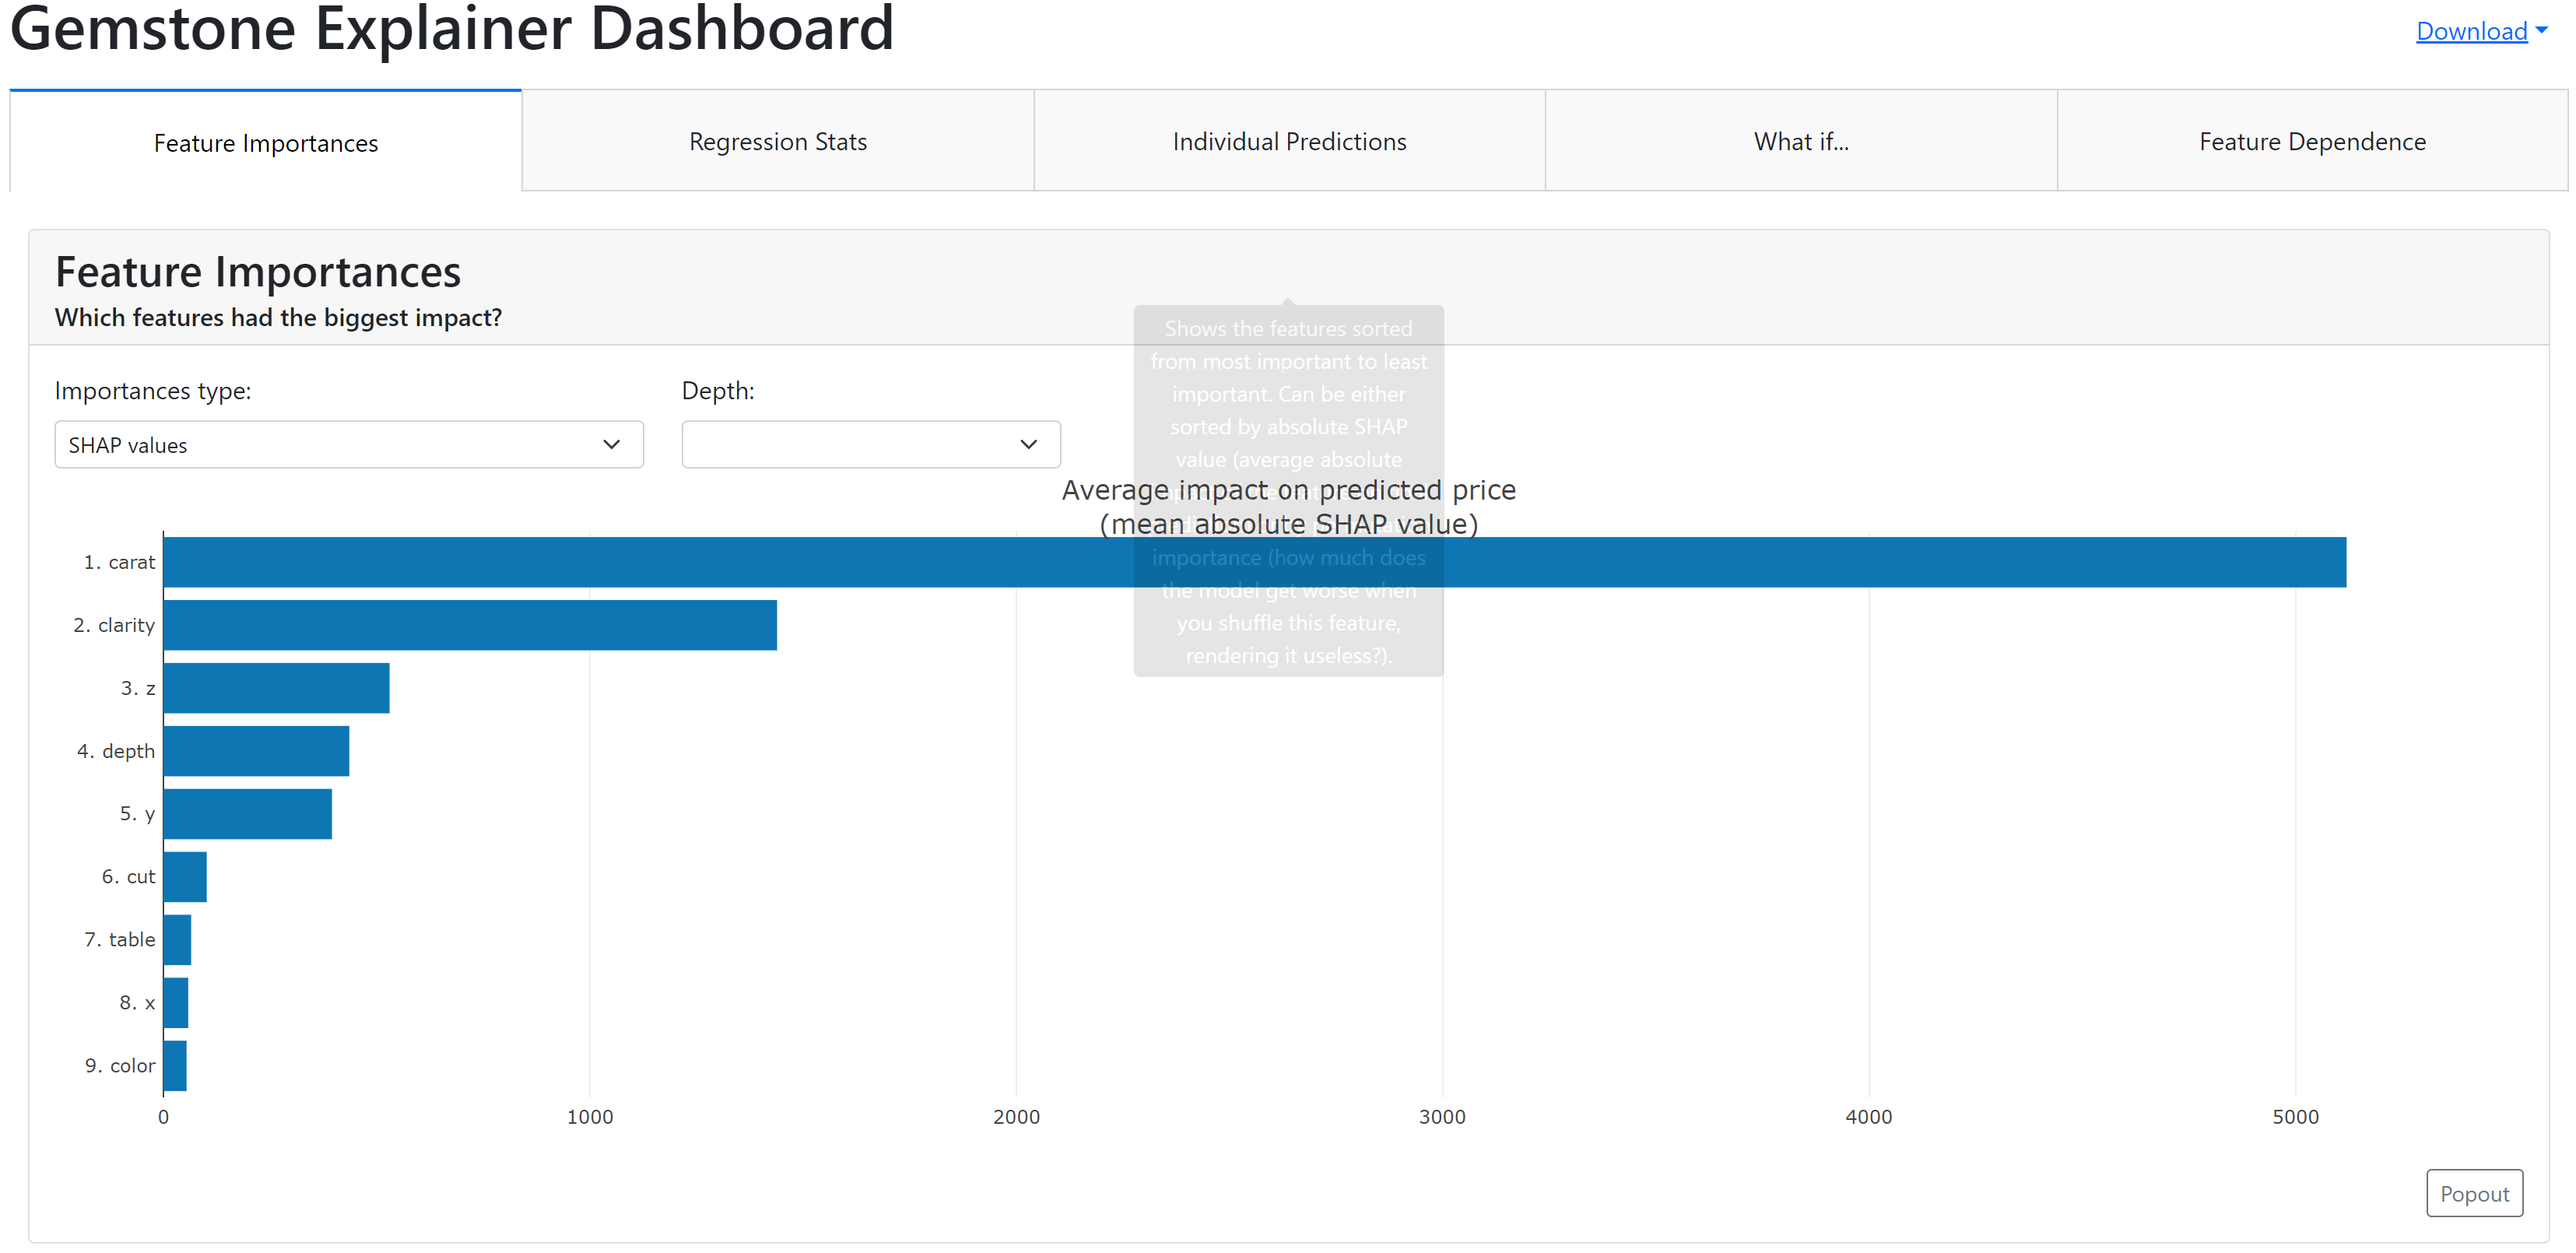 Gemstone Explainer Dashboard
Download
Feature Importances
Regression Stats
Individual Predictions
What if...
Feature Dependence
Feature Importances
Which features had the biggest impact?
Importances type:
Depth:
SHAP values
Shows the features sorted
from most important to least
important. Can be either
sorted by absolute SHAP
value (average absolute
importance (how much does
the model get worse when
you shuffle this feature,
rendering it useless?).
Average impact on predicted price
(mean absolute SHAP value)
1. carat
2. clarity
3. z
4. depth
5. y
6. cut
7. table
8. x
9. color
0
1000
2000
3000
4000
5000
Popout